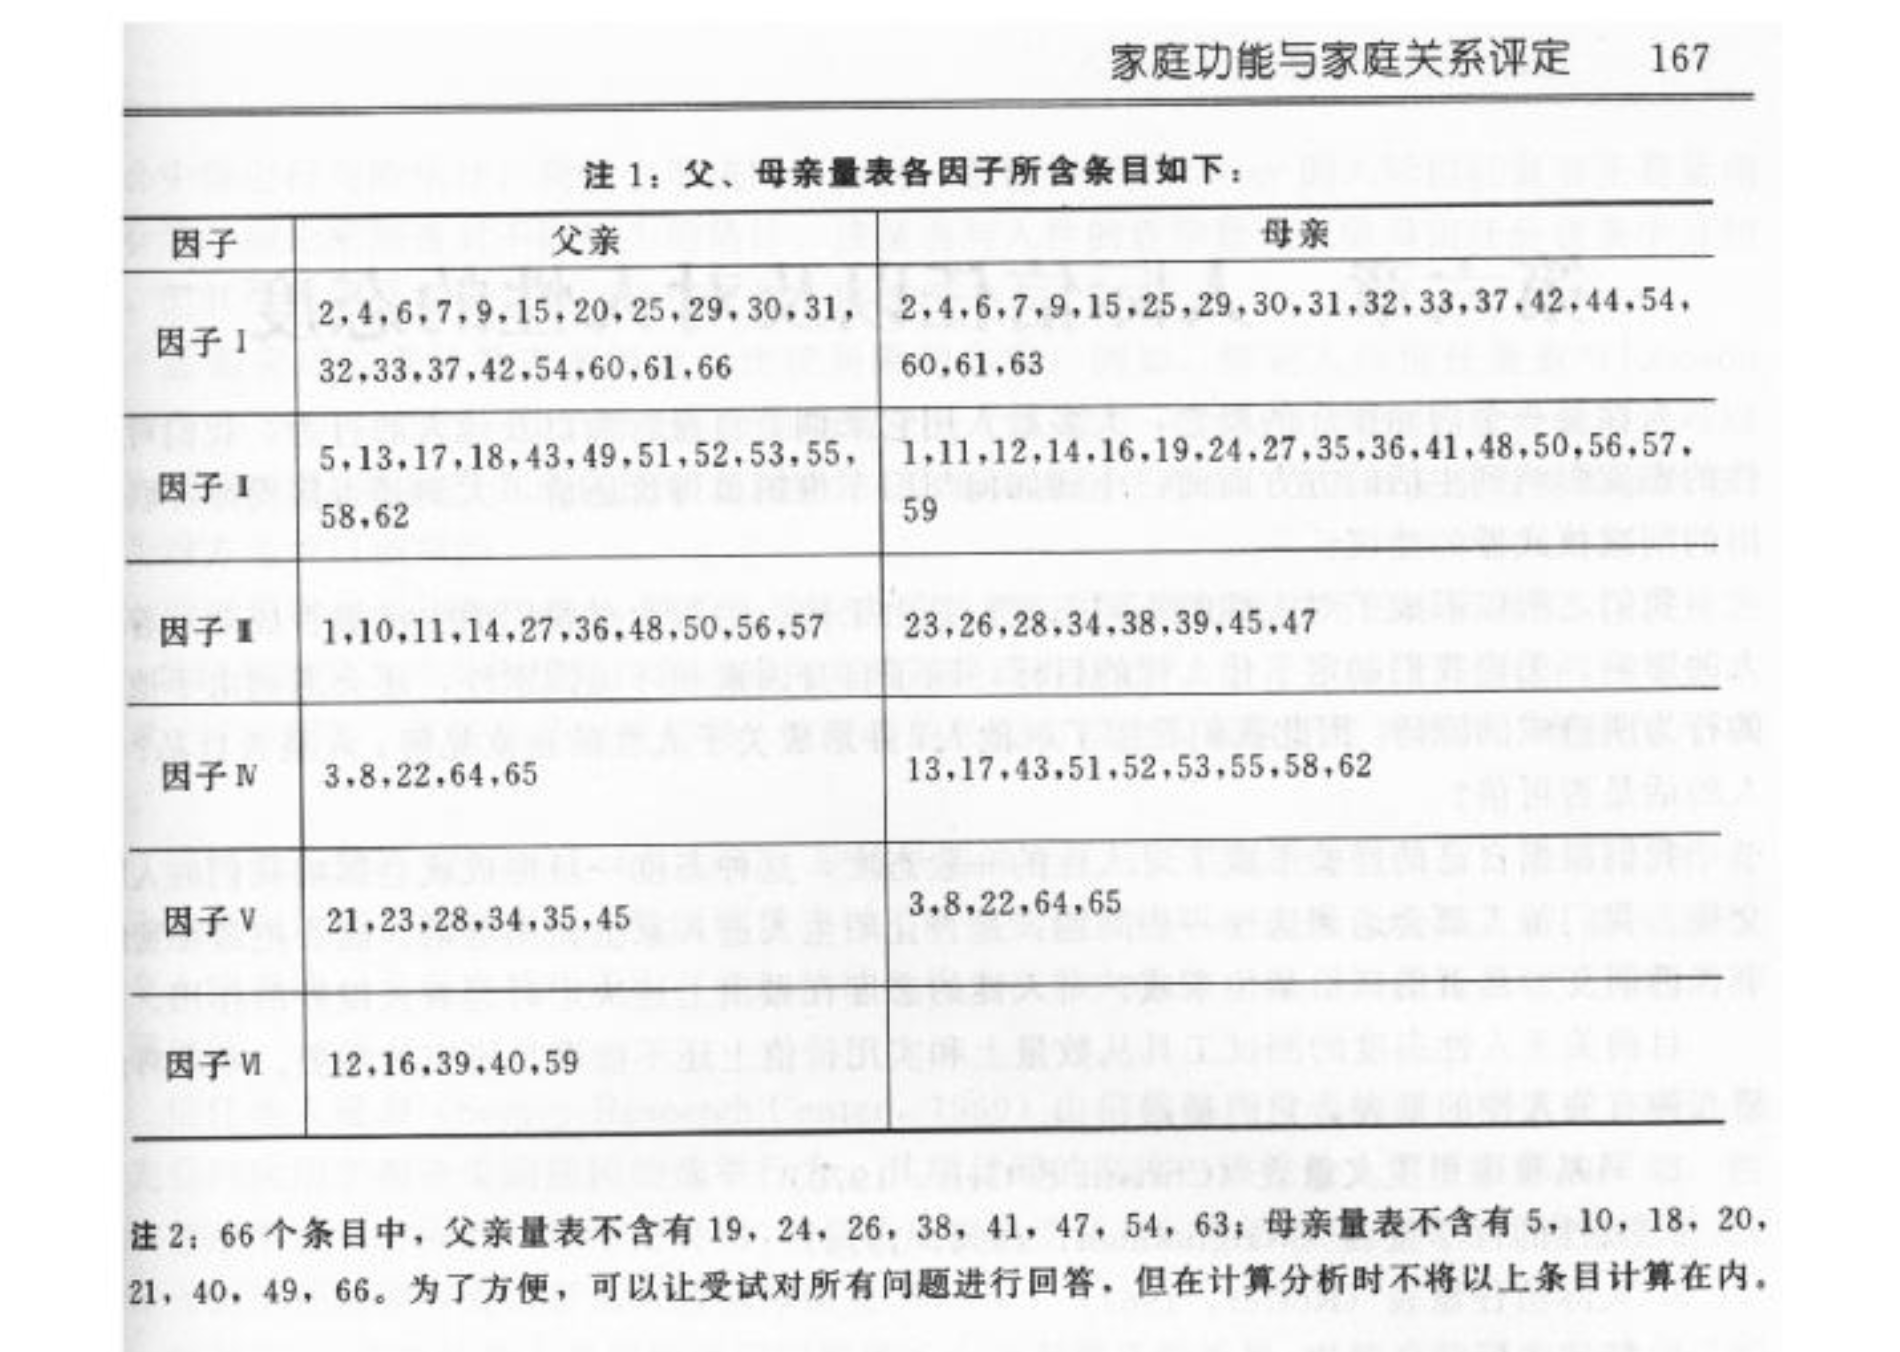 家庭功能与家庭关系评定 167
注 1：父、母亲量表各因子所含条目如下：
因子 父亲 母亲
因子 Ⅰ 2,4,6,7,9,15,20,25,29,30,31, 2,4,6,7,9,15,25,29,30,31,32,33,37,42,44,54,
32,33,37,42,54,60,61,66 60,61,63
因子 Ⅱ 5,13,17,18,43,49,51,52,53,55, 1,11,12,14,16,19,24,27,35,36,41,48,50,56,57,
58,62 59
因子 Ⅲ 1,10,11,14,27,36,48,50,56,57 23,26,28,34,38,39,45,47
因子 Ⅳ 3,8,22,64,65 13,17,43,51,52,53,55,58,62
因子 Ⅴ 21,23,28,34,35,45 3,8,22,64,65
因子 Ⅵ 12,16,39,40,59
注 2：66 个条目中，父亲量表不含有 19，24，26，38，41，47，54，63；母亲量表不含有 5，10，18，20，
21，40，49，66。为了方便，可以让受试对所有问题进行回答，但在计算分析时不将以上条目计算在内。